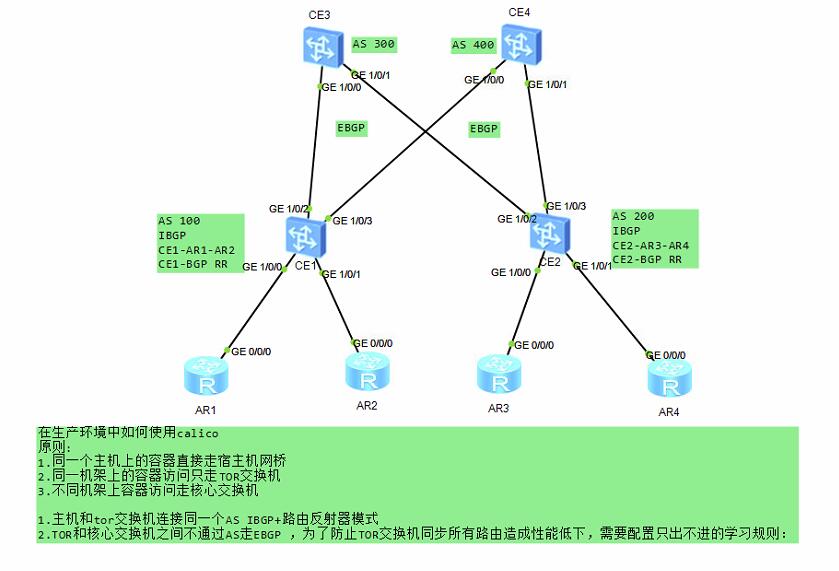 CE3
CE4
AS 300
AS 400
GE 1/0/1
GE 1/0/0
GE 1/0/0
GE 1/0/1
EBGP
EBGP
GE 1/0/2
GE 1/0/3
GE 1/0/3
GE 1/0/2
AS 100
IBGP
CE1-AR1-AR2
CE1-BGP RR
AS 200
IBGP
CE2-AR3-AR4
CE2-BGP RR
CE1
CE2
GE 1/0/0
GE 1/0/1
GE 1/0/0
GE 1/0/1
GE 0/0/0
GE 0/0/0
GE 0/0/0
GE 0/0/0
R
R
R
R
AR1
AR2
AR3
AR4
在生产环境中如何使用calico
原则:
1.同一个主机上的容器直接走宿主机网桥
2.同一机架上的容器访问只走TOR交换机
3.不同机架上容器访问走核心交换机
1.主机和tor交换机连接同一个AS IBGP+路由反射器模式
2.TOR和核心交换机之间不通过AS走EBGP ，为了防止TOR交换机同步所有路由造成性能低下，需要配置只出不进的学习规则：